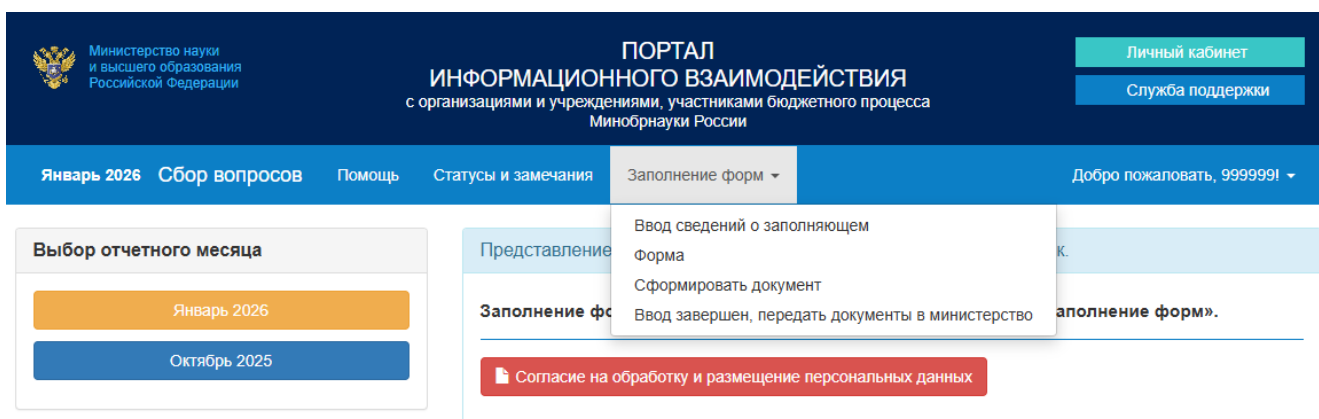 Министерство науки
и высшего образования
Российской Федерации
ПОРТАЛ
ИНФОРМАЦИОННОГО ВЗАИМОДЕЙСТВИЯ
с организациями и учреждениями, участниками бюджетного процесса
Минобрнауки России
Личный кабинет
Служба поддержки
Январь 2026 Сбор вопросов Помощь Статусы и замечания Заполнение форм Добро пожаловать, 999999!
Ввод сведений о заполняющем
Форма
Сформировать документ
Ввод завершен, передать документы в министерство
Выбор отчетного месяца
Январь 2026
Октябрь 2025
Представление к.
Заполнение фо аполнение форм».
Согласие на обработку и размещение персональных данных